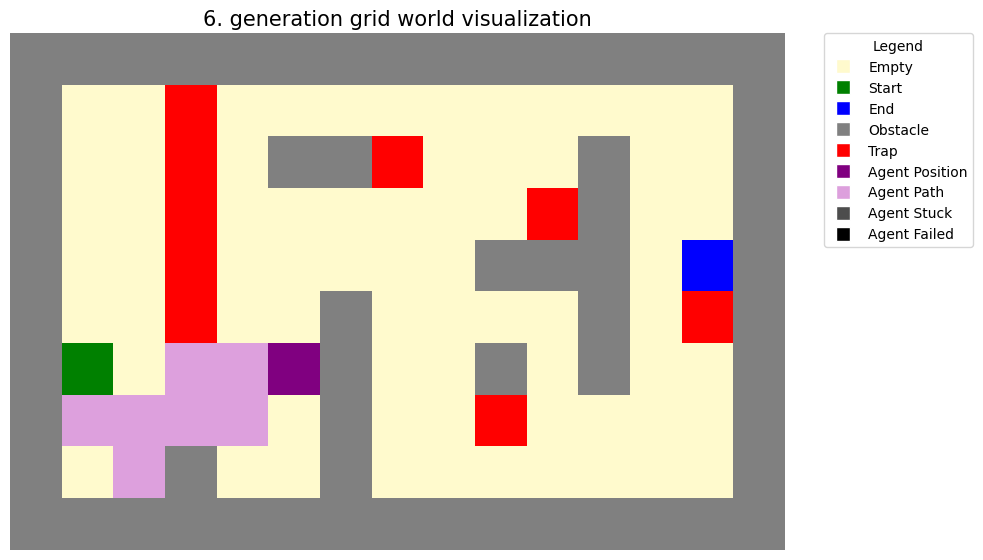 6. generation grid world visualization
Legend
Empty
Start
End
Obstacle
Trap
Agent Position
Agent Path
Agent Stuck
Agent Failed